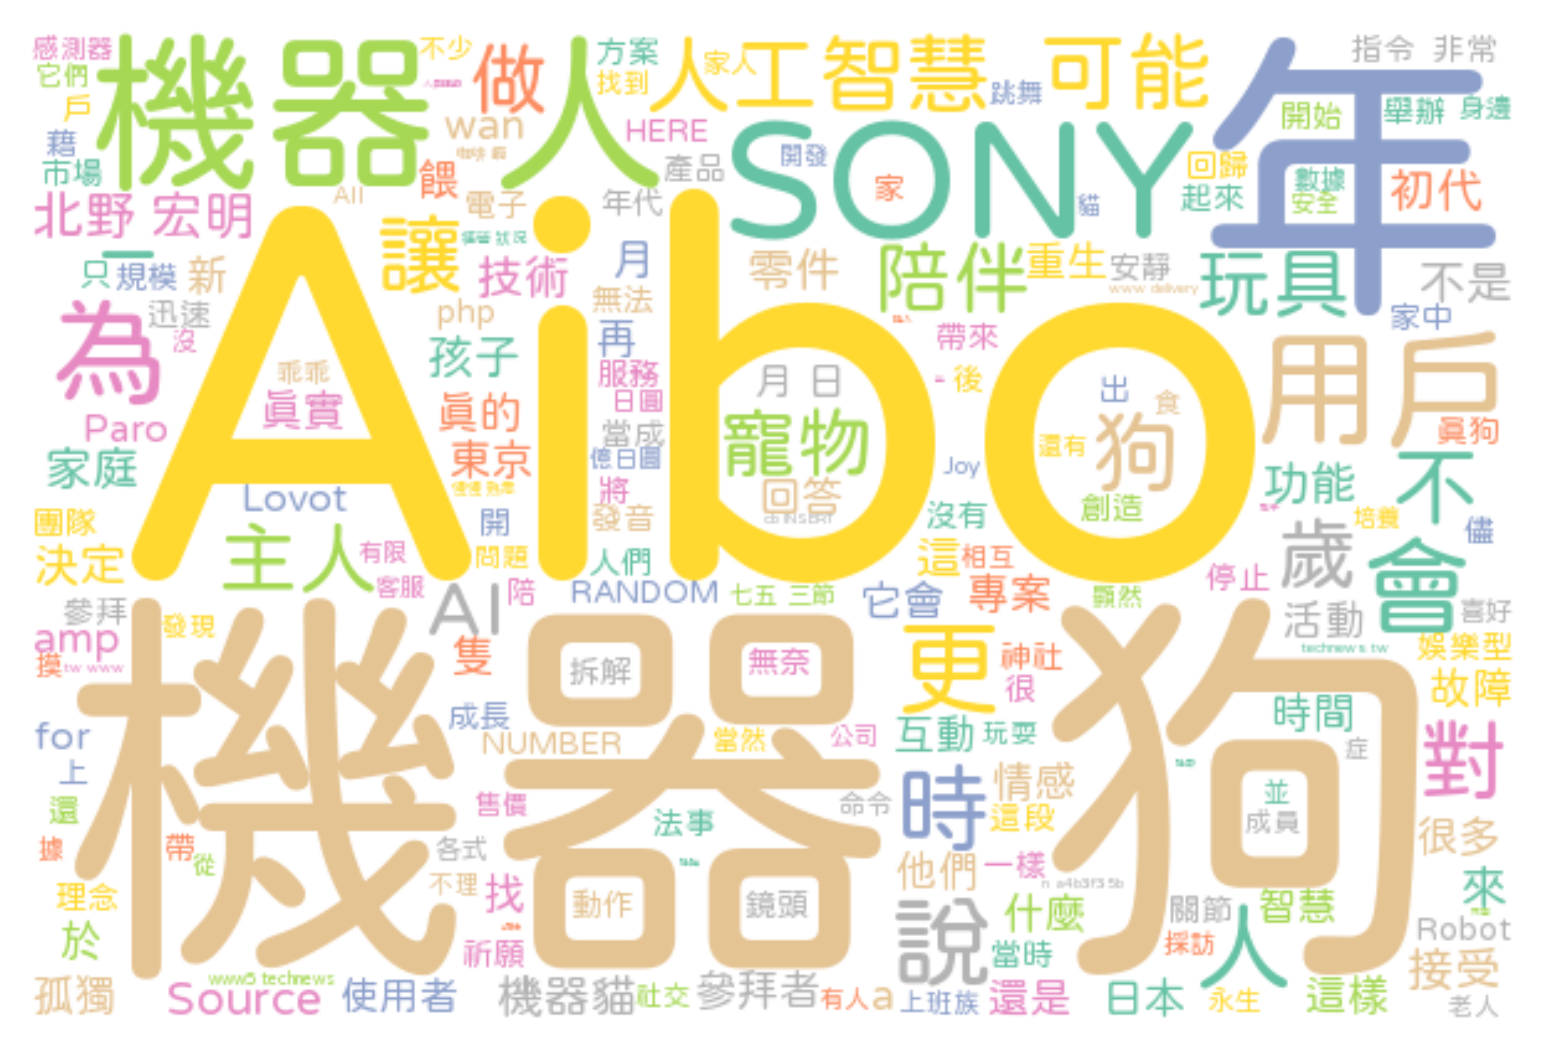 感測器
它們
戶
藉
市場
機器人
不少
做
方案
找到
人工智慧
家人
跳舞
可能
年
指令 非常
開始
舉辦 身邊
wan
HERE
SONY
開發
家
貓
回歸
起來
數據
安全
初代
北野 宏明
All
餵
電子
產品
年代
讓
一
只
規模
新
技術
月
零件
陪伴
重生
安靜
玩具
不是
www delivery
為
迅速
沒
php
無法
再
帶來
家中
Aibo
孩子
乖乖
真實
真的
服務
日圓
月 日
寵物
回答
後
出
食
狗
還有
用戶
真狗
Paro
家庭
東京
當成
億日圓
將
Joy
創造
功能
不
Lovot
團隊
決定
主人
有限
客服
開
問題
發音
人們
cb INSERT
沒有
這
相互
歲
培養
儘
會
停止
參拜
發現
AI
陪
RANDOM
七五 三節
它會
專案
顯然
活動
喜好
amp
摸
tw www
隻
更
神社
很
technews tw
娛樂型
故障
機器狗
拆解
無奈
for
上
成長
NUMBER
當然
公司
互動
玩耍
時間
症
對
還
售價
法事
命令
時
情感
這段
並
成員
很多
據
帶
從
各式
不理
他們
一樣
n a4b3f35b
來
理念
於
找
動作
鏡頭
說
什麼
關節
智慧
Robot
祈願
當時
採訪
人
接受
孤獨
www5 technews
Source
使用者
機器貓
社交
參拜者
有人
a
上班族
還是
日本
永生
這樣
老人